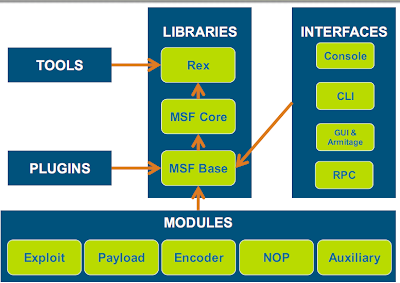 LIBRARIES
INTERFACES
TOOLS
Rex
Console
MSF Core
CLI
GUI &
Armitage
PLUGINS
MSF Base
RPC
MODULES
Exploit
Payload
Encoder
NOP
Auxiliary